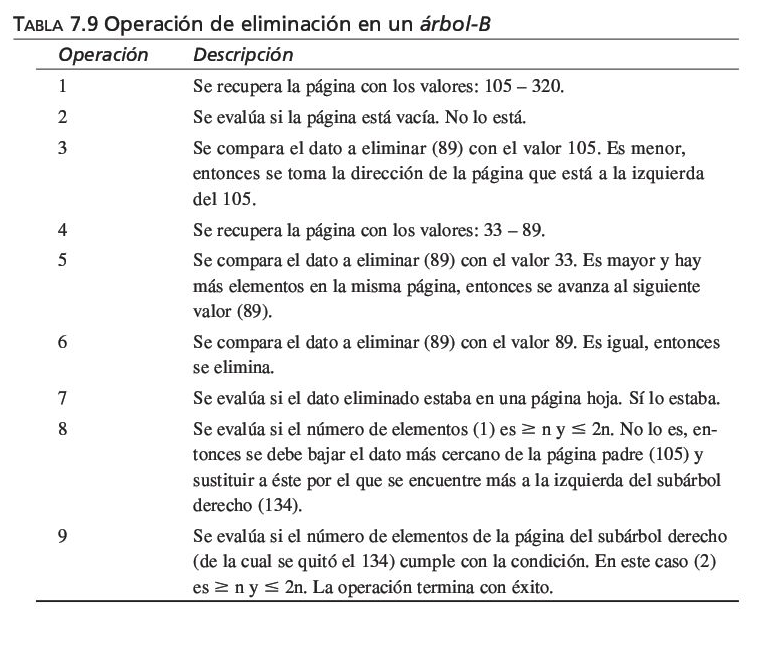 TABLA 7.9 Operación de eliminación en un árbol-B
Operación Descripción
1 Se recupera la página con los valores: 105 – 320.
2 Se evalúa si la página está vacía. No lo está.
3 Se compara el dato a eliminar (89) con el valor 105. Es menor,
entonces se toma la dirección de la página que está a la izquierda
del 105.
4 Se recupera la página con los valores: 33 – 89.
5 Se compara el dato a eliminar (89) con el valor 33. Es mayor y hay
más elementos en la misma página, entonces se avanza al siguiente
valor (89).
6 Se compara el dato a eliminar (89) con el valor 89. Es igual, entonces
se elimina.
7 Se evalúa si el dato eliminado estaba en una página hoja. Sí lo estaba.
8 Se evalúa si el número de elementos (1) es ≥ n y ≤ 2n. No lo es, en-
tonces se debe bajar el dato más cercano de la página padre (105) y
sustituir a éste por el que se encuentre más a la izquierda del subárbol
derecho (134).
9 Se evalúa si el número de elementos de la página del subárbol derecho
(de la cual se quitó el 134) cumple con la condición. En este caso (2)
es ≥ n y ≤ 2n. La operación termina con éxito.